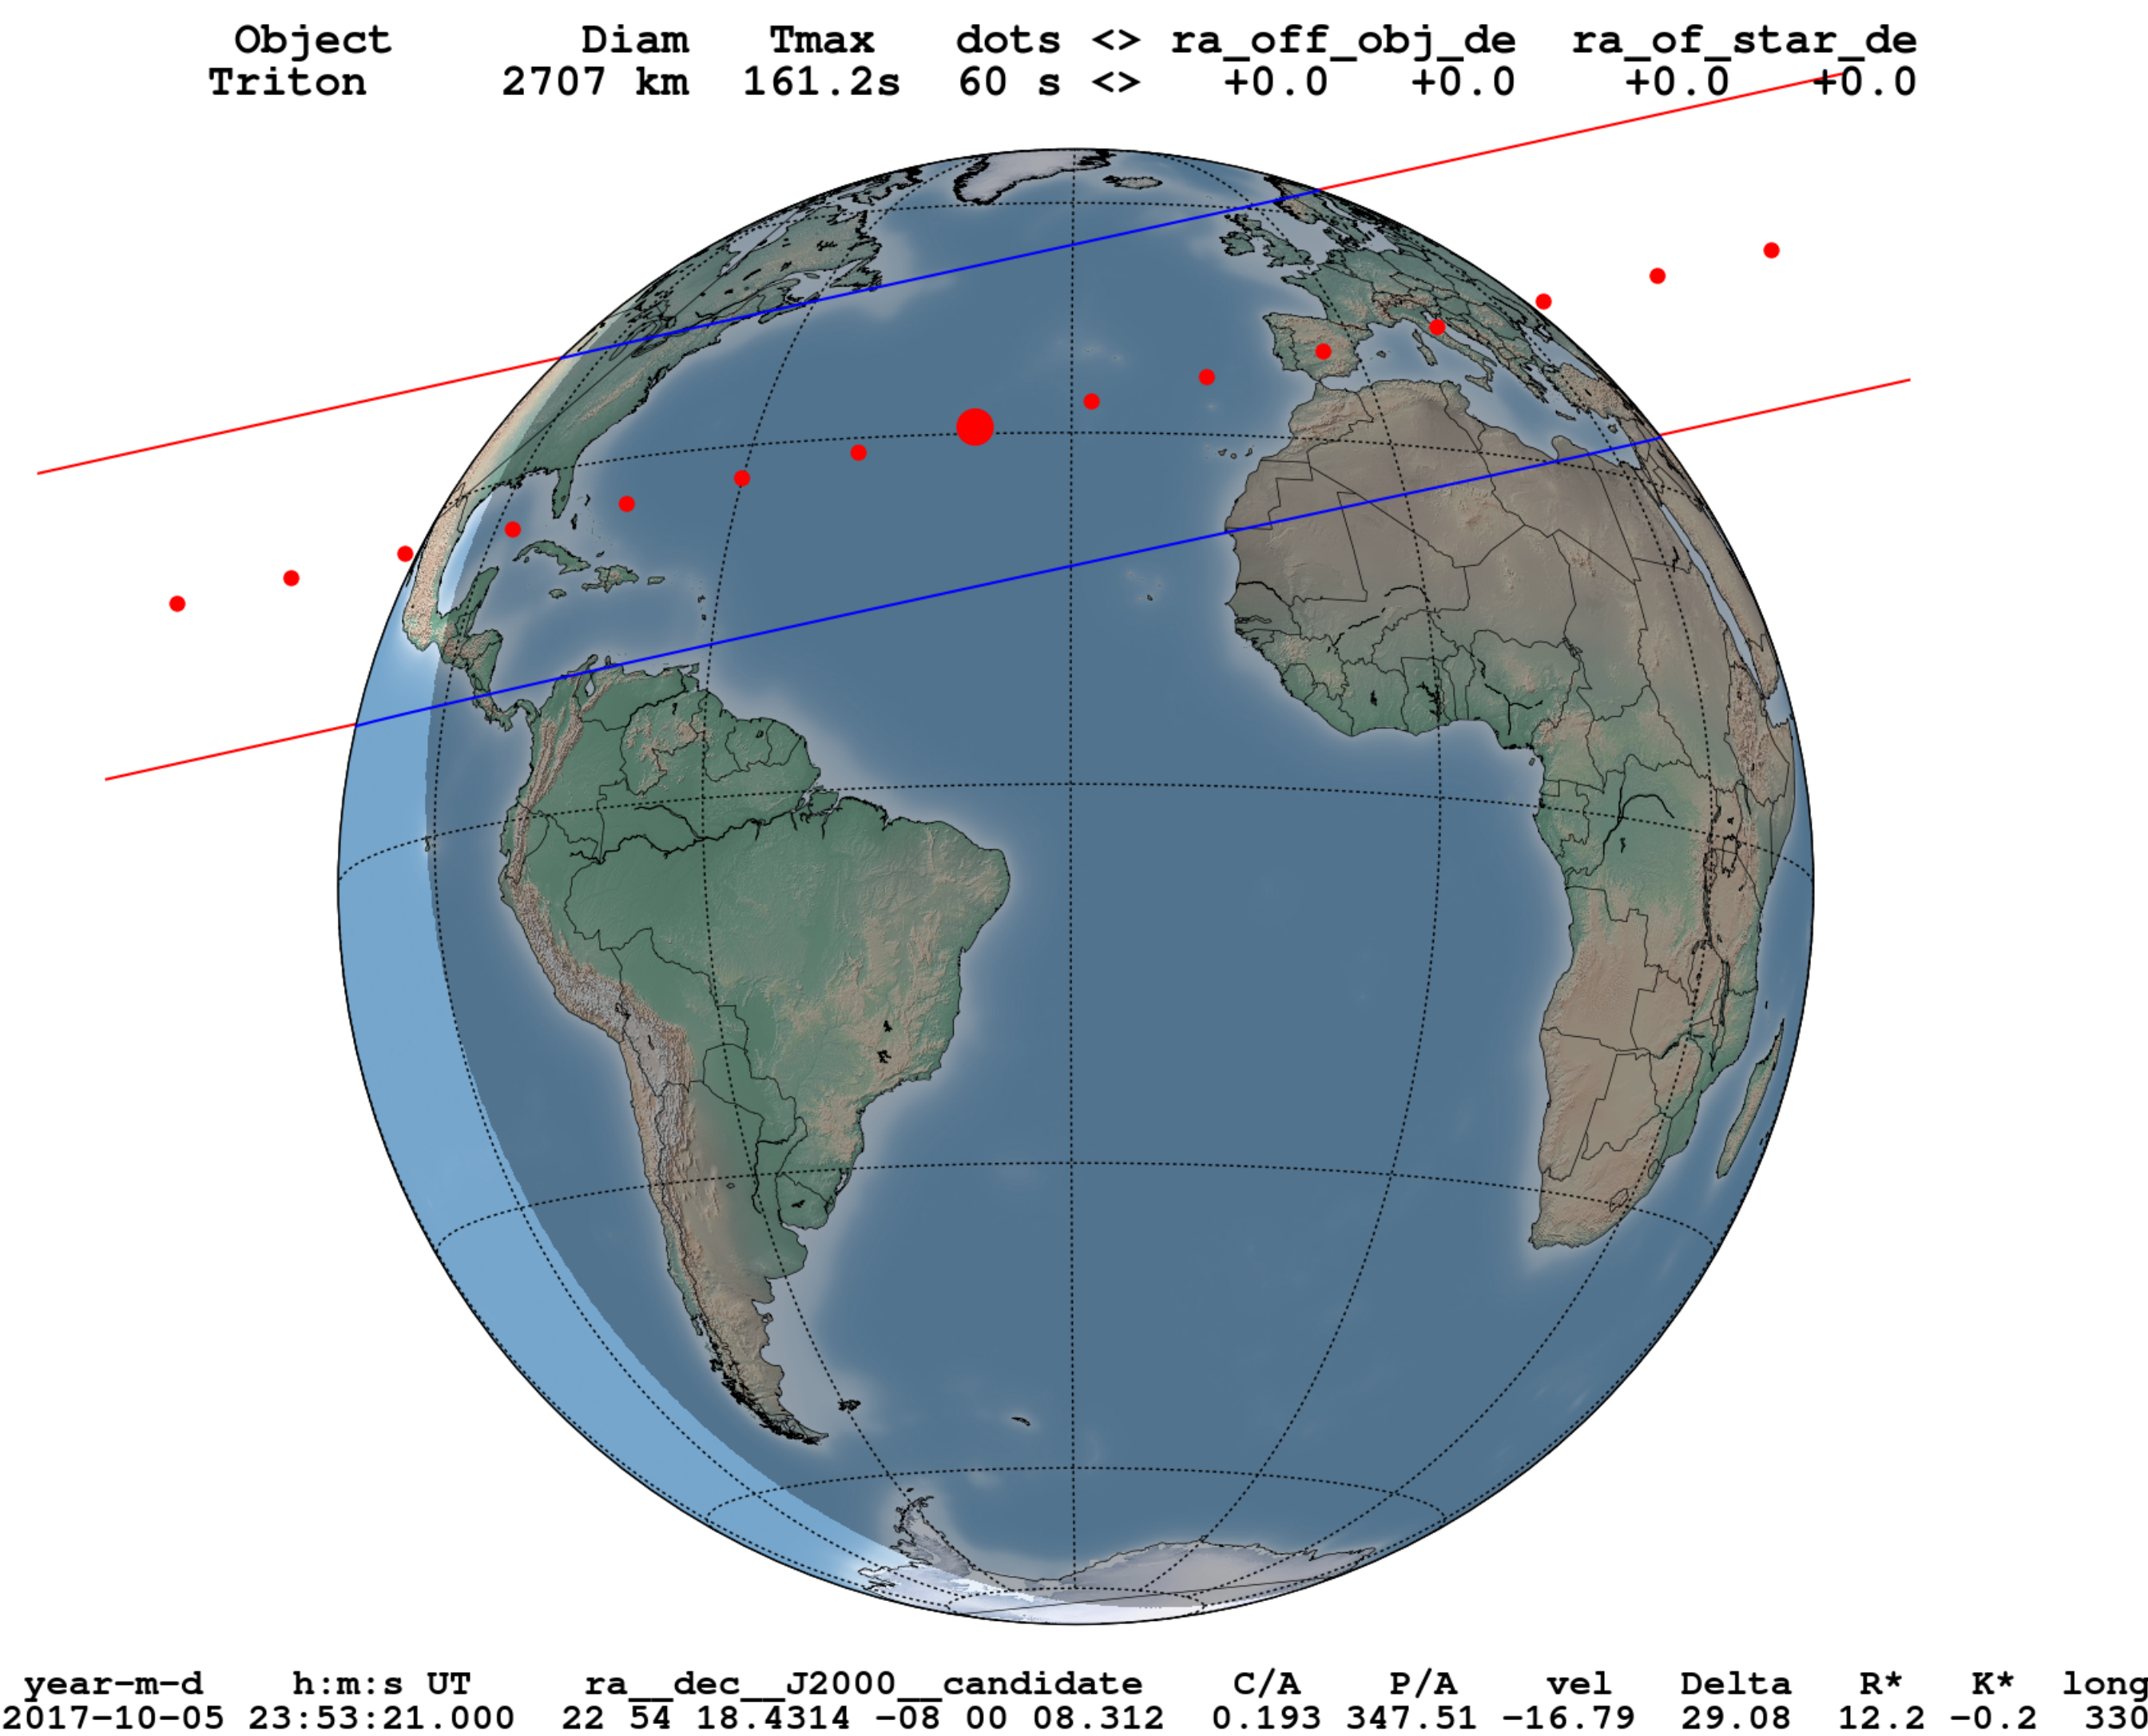 Object Diam Tmax dots <> ra_off_obj_de ra_of_star_de
Triton 2707 km 161.2s 60 s <> +0.0 +0.0 +0.0 +0.0
year-m-d h:m:s UT ra__dec__J2000__candidate C/A P/A vel Delta R* K* long
2017-10-05 23:53:21.000 22 54 18.4314 -08 00 08.312 0.193 347.51 -16.79 29.08 12.2 -0.2 330